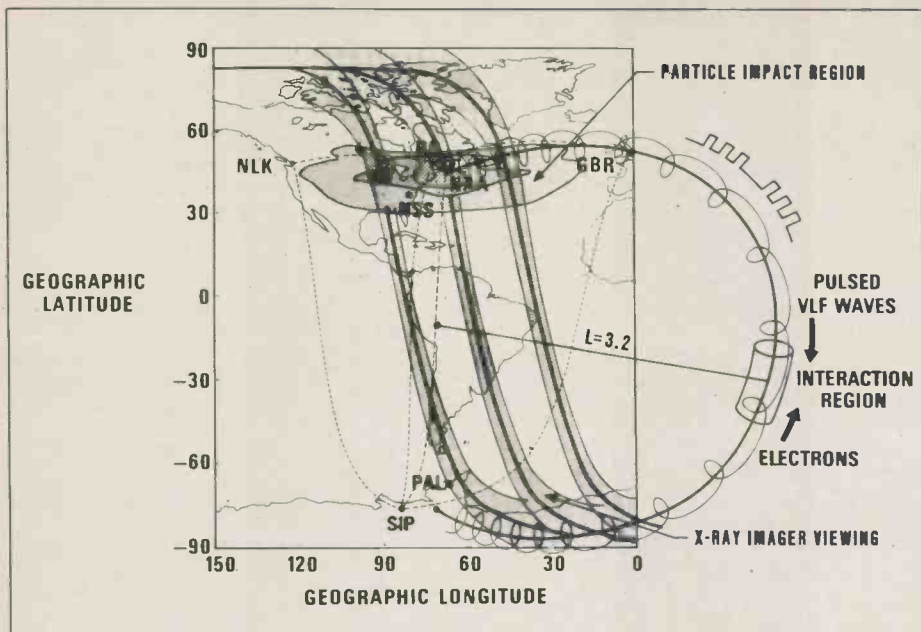 90
60
30
0
−30
−60
−90
150
120
90
60
30
0
GEOGRAPHIC
LATITUDE
GEOGRAPHIC LONGITUDE
PARTICLE IMPACT REGION
NLK
GBR
NSS
PULSED
VLF WAVES
L=3.2
INTERACTION
REGION
ELECTRONS
PAL
SIP
X-RAY IMAGER VIEWING